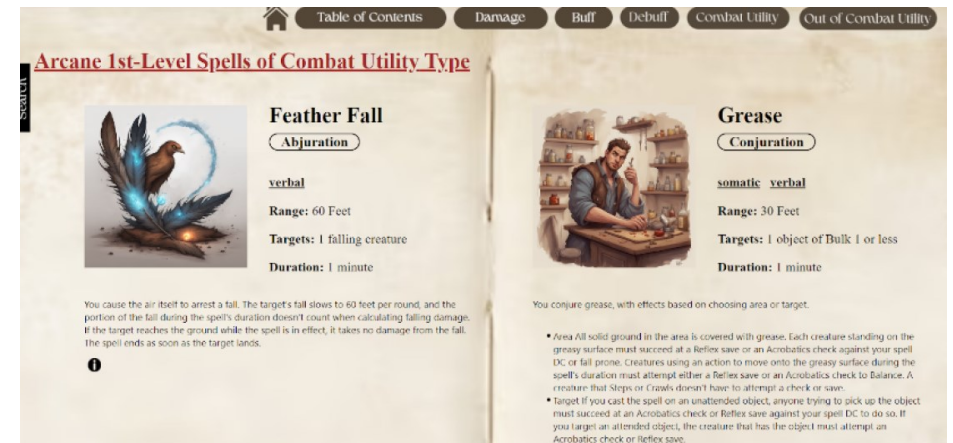 Table of Contents
Damage
Buff
Debuff
Combat Utility
Out of Combat Utility
Search
Arcane 1st-Level Spells of Combat Utility Type
Feather Fall
Abjuration
verbal
Range: 60 Feet
Targets: 1 falling creature
Duration: 1 minute
You cause the air itself to arrest a fall. The target's fall slows to 60 feet per round, and the
portion of the fall during the spell's duration doesn't count when calculating falling damage.
If the target reaches the ground while the spell is in effect, it takes no damage from the fall.
The spell ends as soon as the target lands.
Grease
Conjuration
somatic verbal
Range: 30 Feet
Targets: 1 object of Bulk 1 or less
Duration: 1 minute
You conjure grease, with effects based on choosing area or target.
• Area All solid ground in the area is covered with grease. Each creature standing on the
greasy surface must succeed at a Reflex save or an Acrobatics check against your spell
DC or fall prone. Creatures using an action to move onto the greasy surface during the
spell's duration must attempt either a Reflex save or an Acrobatics check to Balance. A
creature that Steps or Crawls doesn't have to attempt a check or save.
• Target If you cast the spell on an unattended object, anyone trying to pick up the object
must succeed at an Acrobatics check or Reflex save against your spell DC to do so. If
you target an attended object, the creature that has the object must attempt an
Acrobatics check or Reflex save.